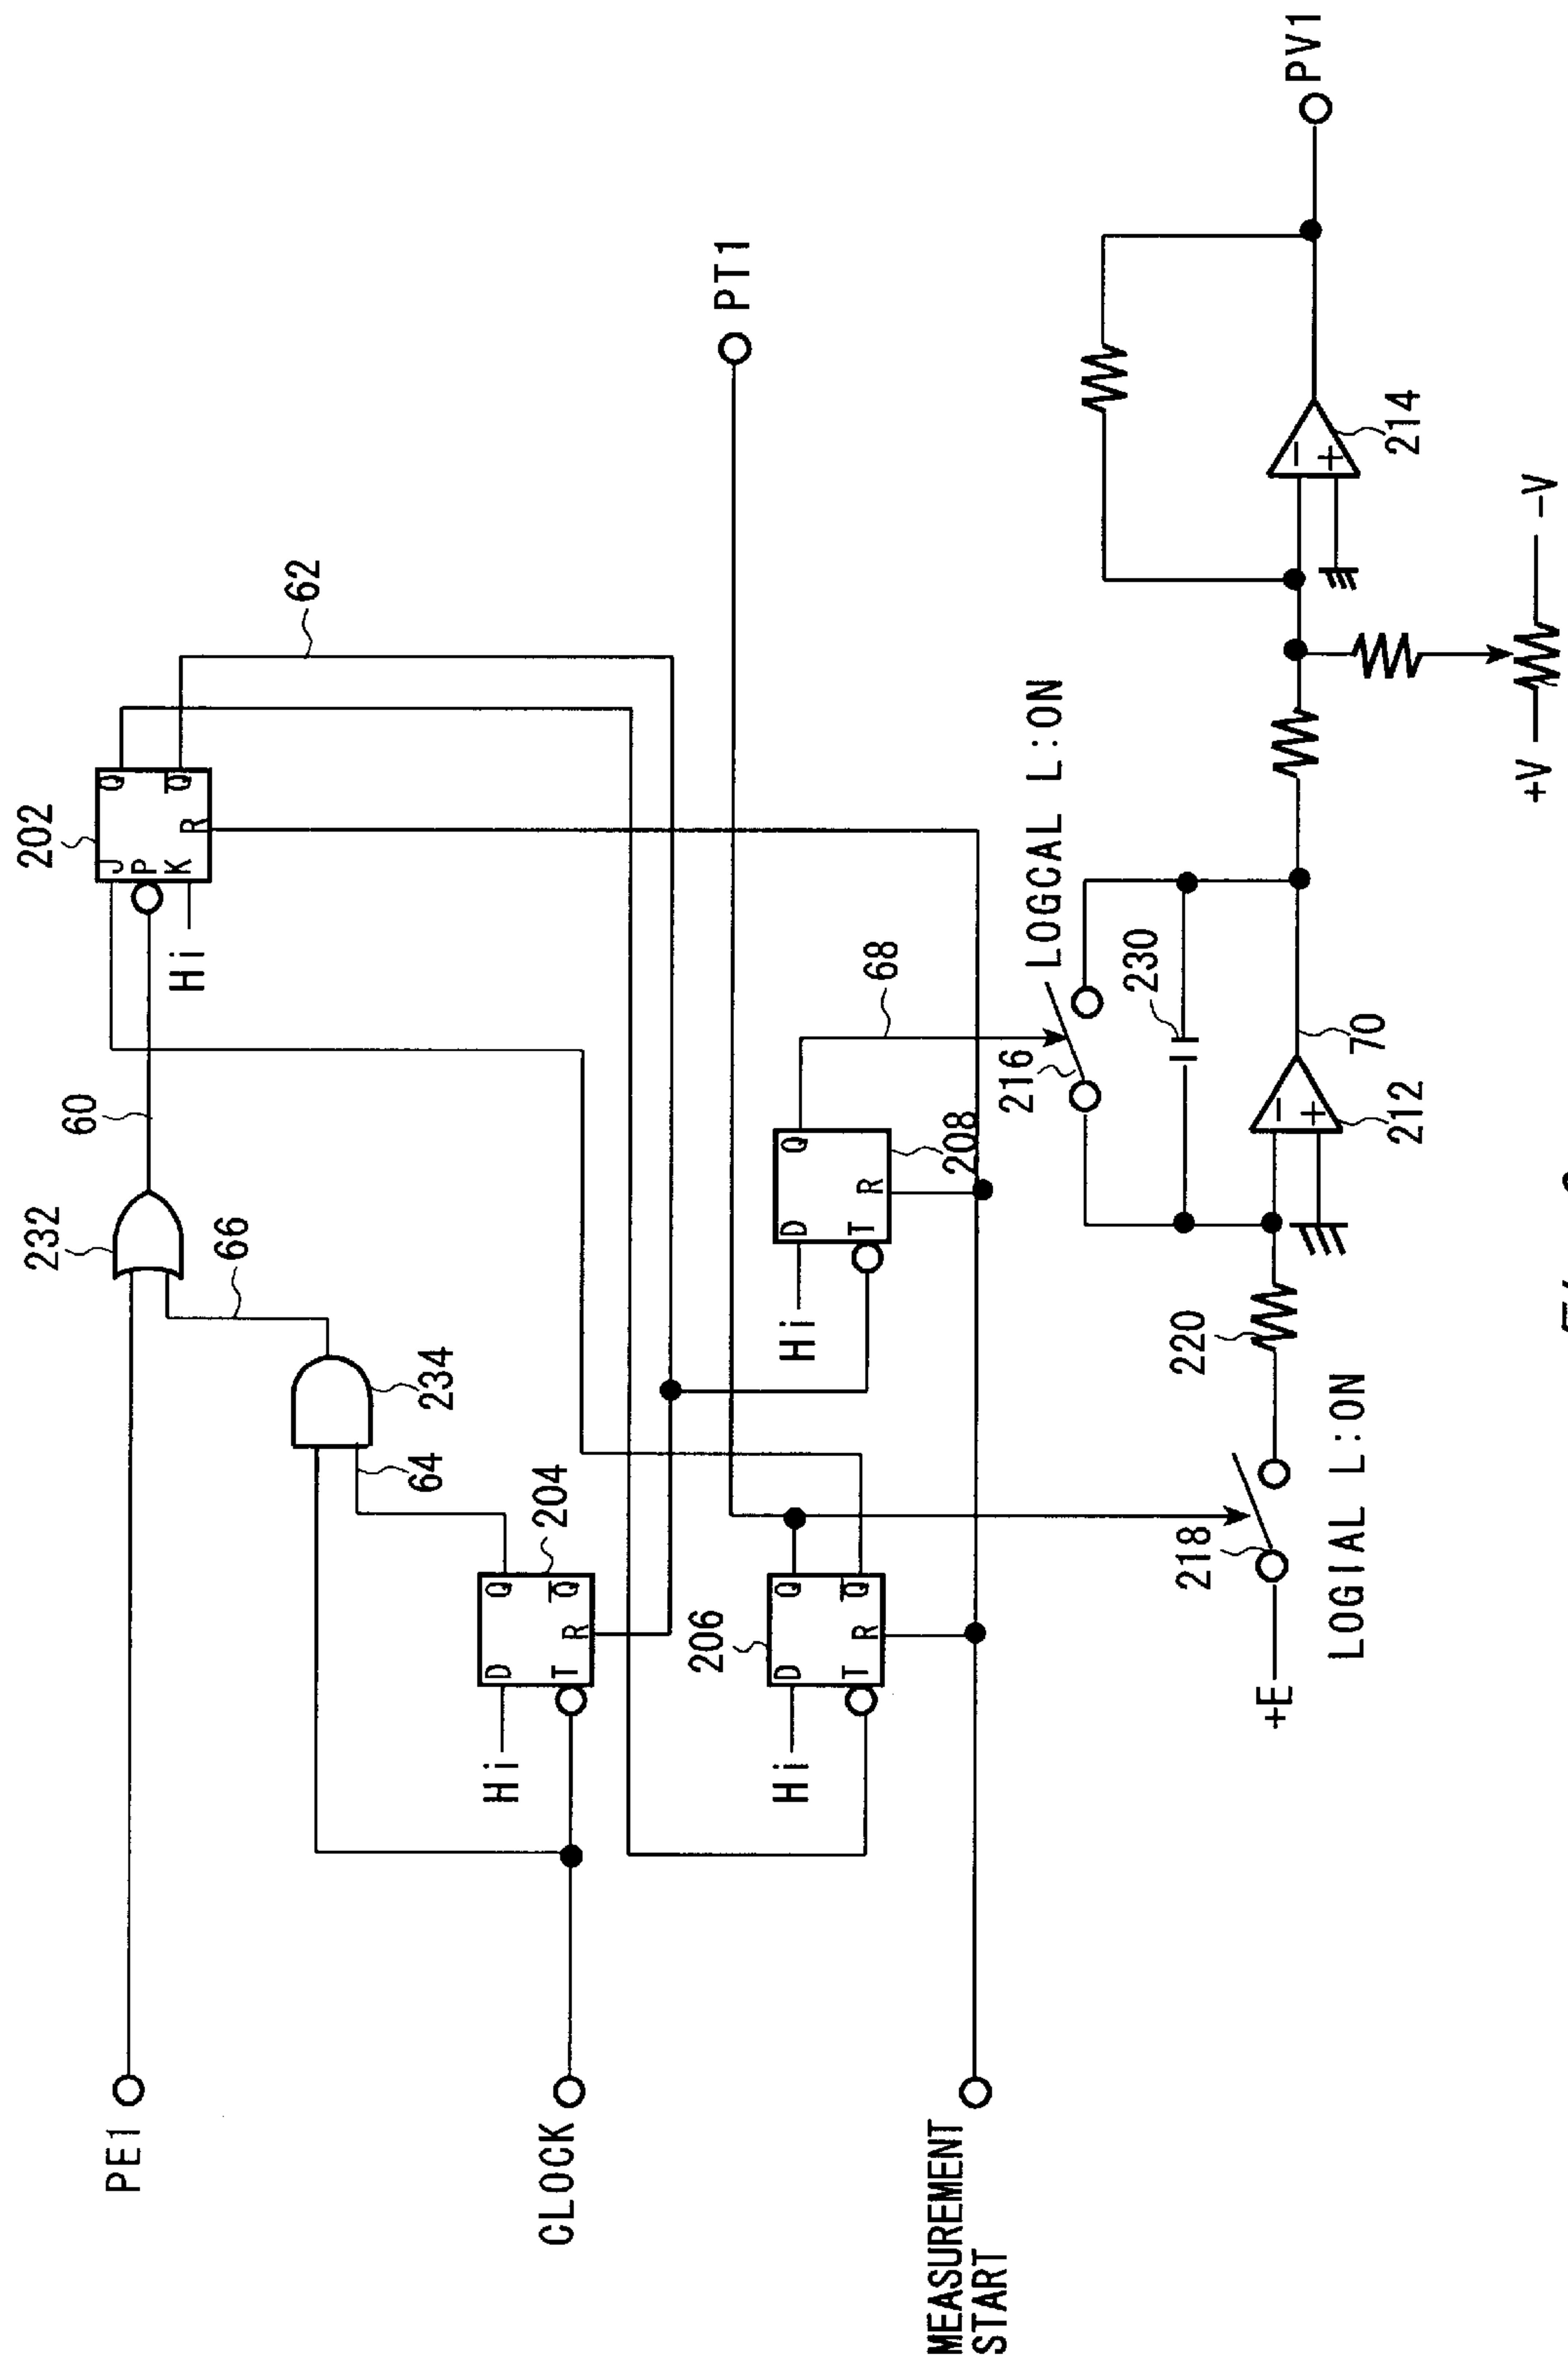 PE1
CLOCK
MEASUREMENT
START
232
60
66
234
64
Hi
D
Q
T
R
Q
204
202
J
P
K
Q
Q
R
Hi
62
206
Hi
D
Q
T
R
Q
208
Hi
D
Q
T
R
68
PT1
218
LOGIAL L:ON
+E
220
216
LOGCAL L:ON
230
−
+
212
70
+V
−V
−
+
214
PV1